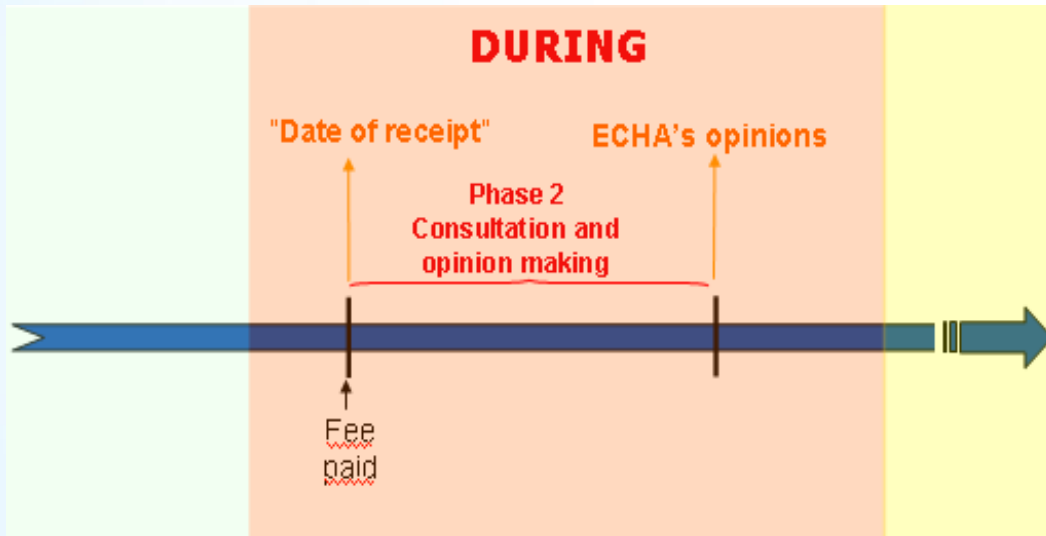 DURING
"Date of receipt"
ECHA's opinions
Phase 2
Consultation and
opinion making
Fee
paid